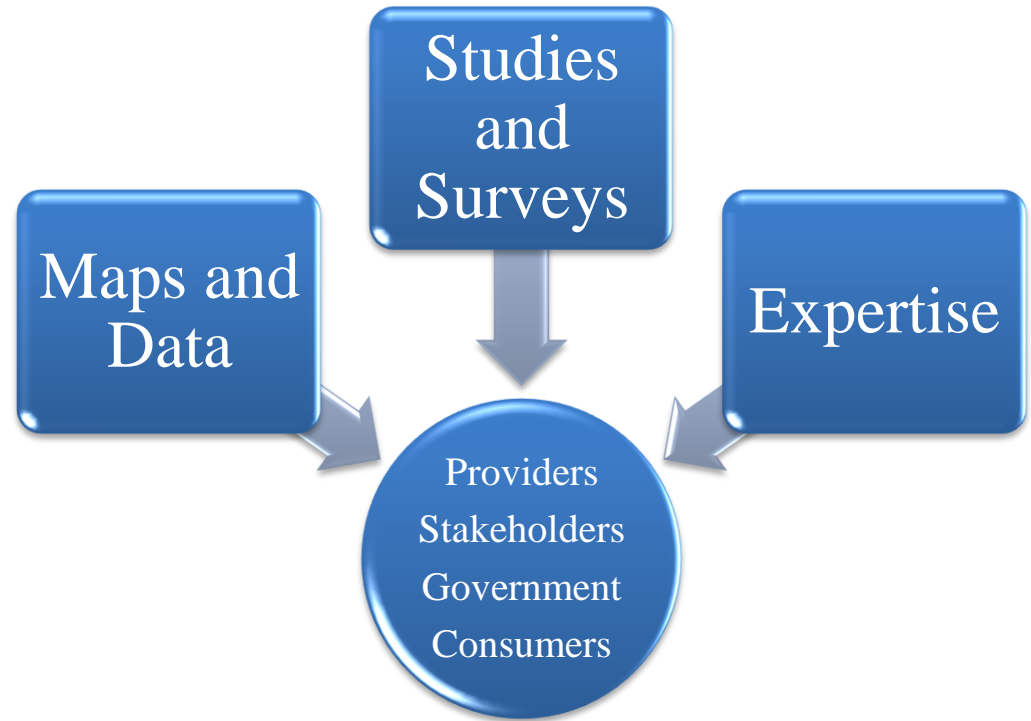 Studies
and
Surveys
Maps and
Data
Expertise
Providers
Stakeholders
Government
Consumers